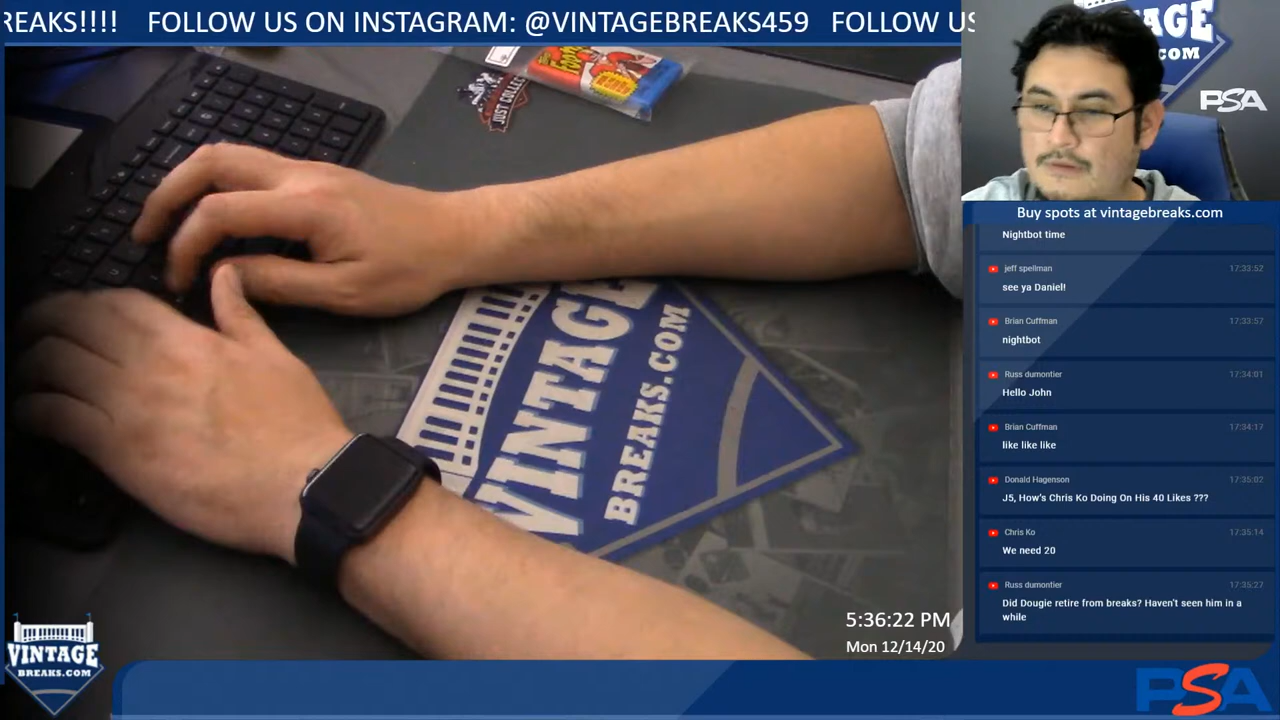 REAKS!!!! FOLLOW US ON INSTAGRAM: @VINTAGEBREAKS459 FOLLOW US
AGE
.COM
PSA
JUST COLLECT
VINTAGE
BREAKS.COM
Buy spots at vintagebreaks.com
Nightbot time
jeff spellman 17:33:52
see ya Daniel!
Brian Cuffman 17:33:57
nightbot
Russ dumontier 17:34:01
Hello John
Brian Cuffman 17:34:17
like like like
Donald Hagenson 17:35:02
J5, How's Chris Ko Doing On His 40 Likes ???
Chris Ko 17:35:14
We need 20
Russ dumontier 17:35:27
Did Dougie retire from breaks? Haven't seen him in a
while
5:36:22 PM
Mon 12/14/20
VINTAGE
BREAKS.COM
PSA